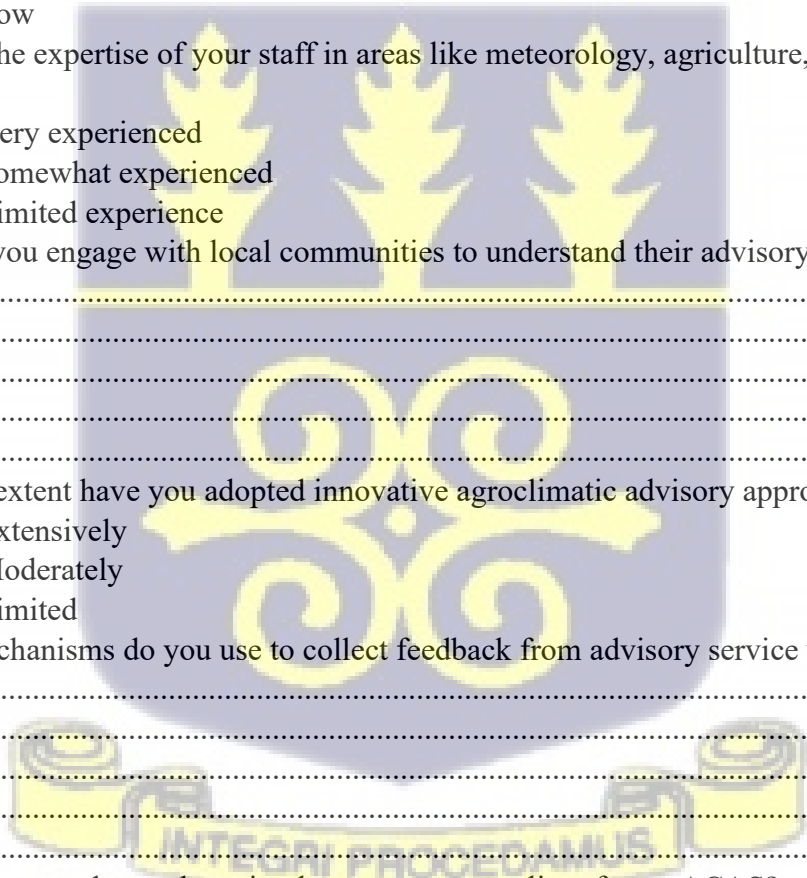 ow
he expertise of your staff in areas like meteorology, agriculture,
ery experienced
omewhat experienced
imited experience
you engage with local communities to understand their advisory
....................................................................................................
....................................................................................................
....................................................................................................
....................................................................................................
....................................................................................................
extent have you adopted innovative agroclimatic advisory appro
xtensively
Moderately
imited
chanisms do you use to collect feedback from advisory service
....................................................................................................
....................................................................................................
....................................................................................................
....................................................................................................
....................................................................................................
INTEGRI PROCEDAMUS